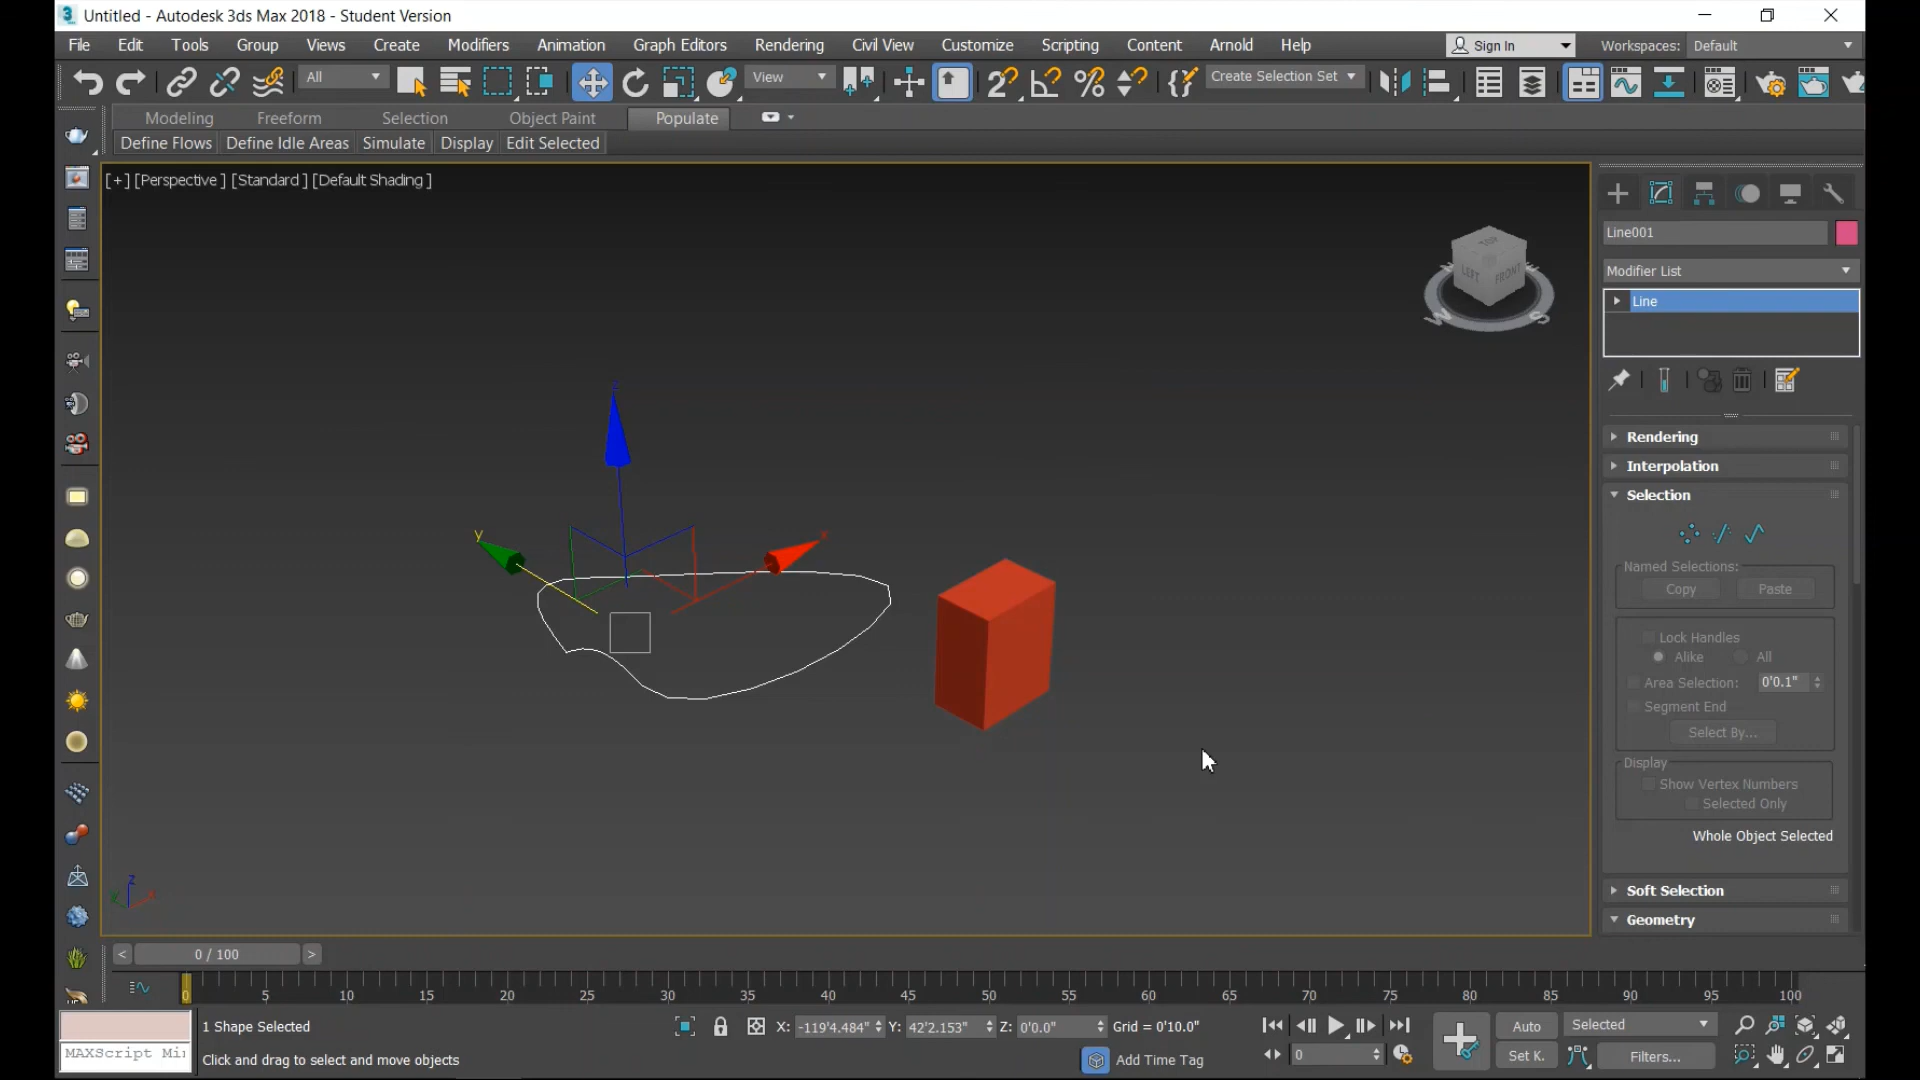 Untitled - Autodesk 3ds Max 2018 - Student Version
File Edit Tools Group Views Create Modifiers Animation Graph Editors Rendering Civil View Customize Scripting Content Arnold Help Sign In Workspaces: Default
All View Create Selection Set
Modeling Freeform Selection Object Paint Populate
Define Flows Define Idle Areas Simulate Display Edit Selected
[+] [Perspective ] [Standard ] [Default Shading ]
TOP
LEFT FRONT
W S
Line001
Modifier List
Line
Rendering
Interpolation
Selection
Named Selections:
Copy Paste
Lock Handles
Alike All
Area Selection: 0'0.1"
Segment End
Select By...
Display
Show Vertex Numbers
Selected Only
Whole Object Selected
Soft Selection
Geometry
z
y
x
z
y
x
< 0 / 100 >
0 5 10 15 20 25 30 35 40 45 50 55 60 65 70 75 80 85 90 95 100
1 Shape Selected X: -119'4.484" Y: 42'2.153" Z: 0'0.0" Grid = 0'10.0" Auto Selected
MAXScript Mi Click and drag to select and move objects Add Time Tag 0 Set K. Filters...